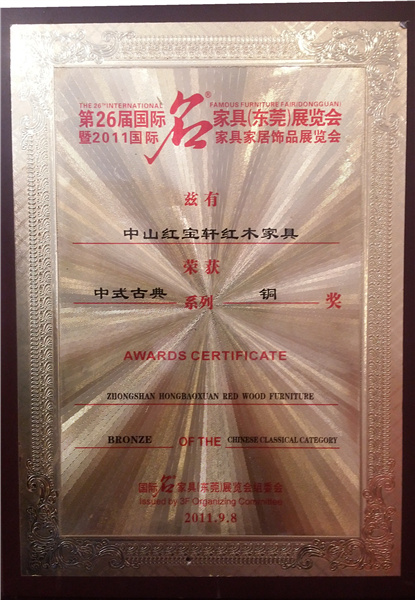 THE 26TH INTERNATIONAL FAMOUS FURNITURE FAIR(DONGGUAN)
第26届国际名®家具(东莞)展览会
暨2011国际 家具家居饰品展览会
兹有
中山红宝轩红木家具
荣获
中式古典 系列 铜 奖
AWARDS CERTIFICATE
ZHONGSHAN HONGBAOXUAN RED WOOD FURNITURE
BRONZE OF THE CHINESE CLASSICAL CATEGORY
国际名家具(东莞)展览会组委会
Issued by 3F Organizing Committee
2011.9.8